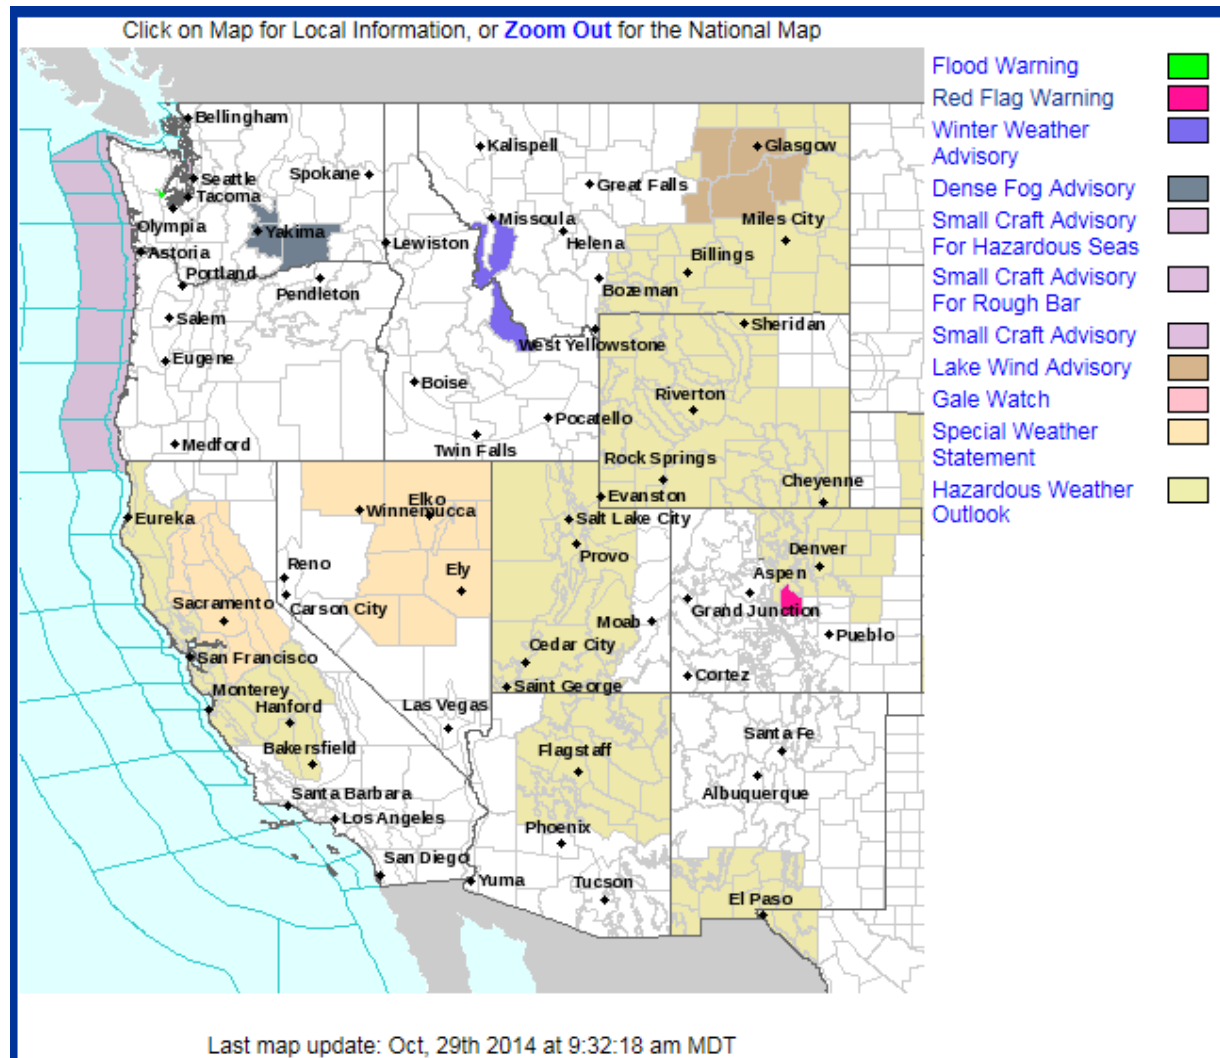 Click on Map for Local Information, or Zoom Out for the National Map
Flood Warning
Red Flag Warning
Winter Weather
Advisory
Dense Fog Advisory
Small Craft Advisory
For Hazardous Seas
Small Craft Advisory
For Rough Bar
Small Craft Advisory
Lake Wind Advisory
Gale Watch
Special Weather
Statement
Hazardous Weather
Outlook
Bellingham
Kalispell
Glasgow
Seattle
Spokane
Great Falls
Tacoma
Olympia
Yakima
Missoula
Miles City
Astoria
Lewiston
Helena
Billings
Portland
Pendleton
Bozeman
Salem
Sheridan
Eugene
West Yellowstone
Boise
Riverton
Pocatello
Medford
Twin Falls
Rock Springs
Cheyenne
Evanston
Elko
Winnemucca
Eureka
Salt Lake City
Provo
Denver
Reno
Ely
Aspen
Sacramento
Carson City
Grand Junction
Moab
Pueblo
San Francisco
Cedar City
Cortez
Monterey
Saint George
Hanford
Las Vegas
Santa Fe
Bakersfield
Flagstaff
Santa Barbara
Albuquerque
Los Angeles
Phoenix
San Diego
Yuma
Tucson
El Paso
Last map update: Oct, 29th 2014 at 9:32:18 am MDT